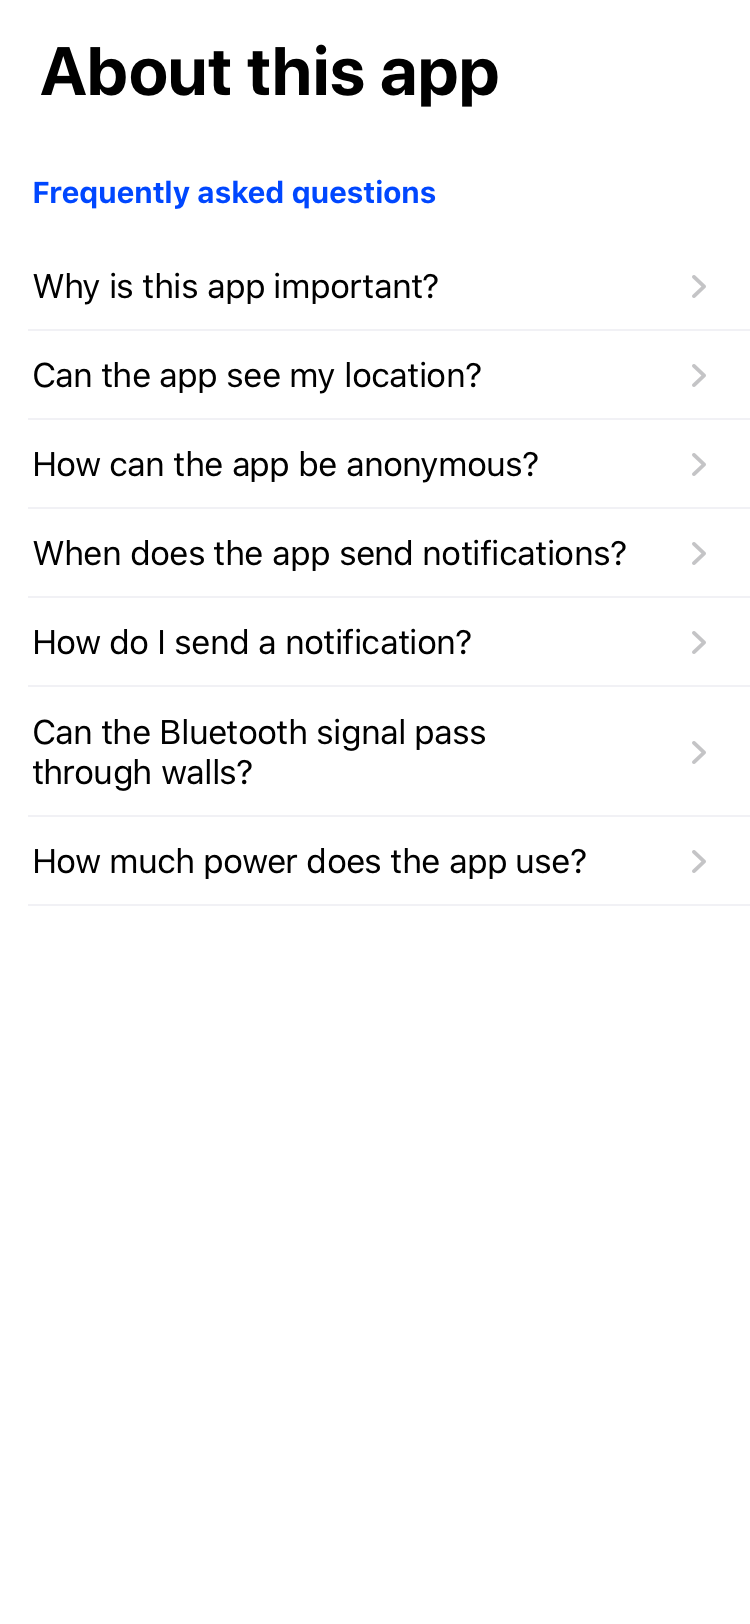 About this app
Frequently asked questions
Why is this app important?
Can the app see my location?
How can the app be anonymous?
When does the app send notifications?
How do I send a notification?
Can the Bluetooth signal pass
through walls?
How much power does the app use?